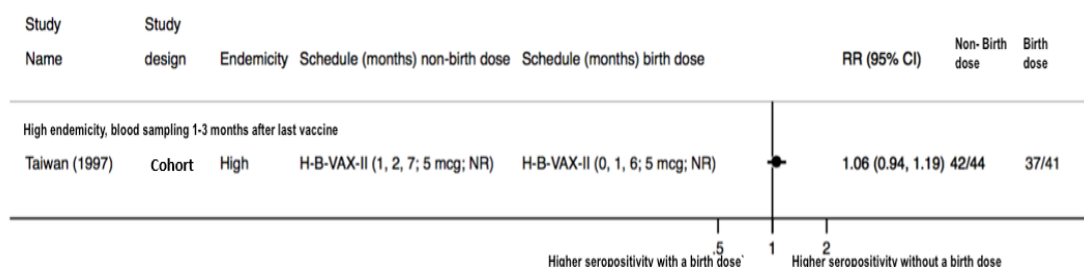 Study Study
Non-Birth Birth
Name design Endemicity Schedule (months) non-birth dose Schedule (months) birth dose RR (95% CI) dose dose
High endemicity, blood sampling 1-3 months after last vaccine
Taiwan (1997) Cohort High H-B-VAX-II (1, 2, 7; 5 mcg; NR) H-B-VAX-II (0, 1, 6; 5 mcg; NR) 1.06 (0.94, 1.19) 42/44 37/41
.5 1 2
Higher seropositivity with a birth dose` Higher seropositivity without a birth dose